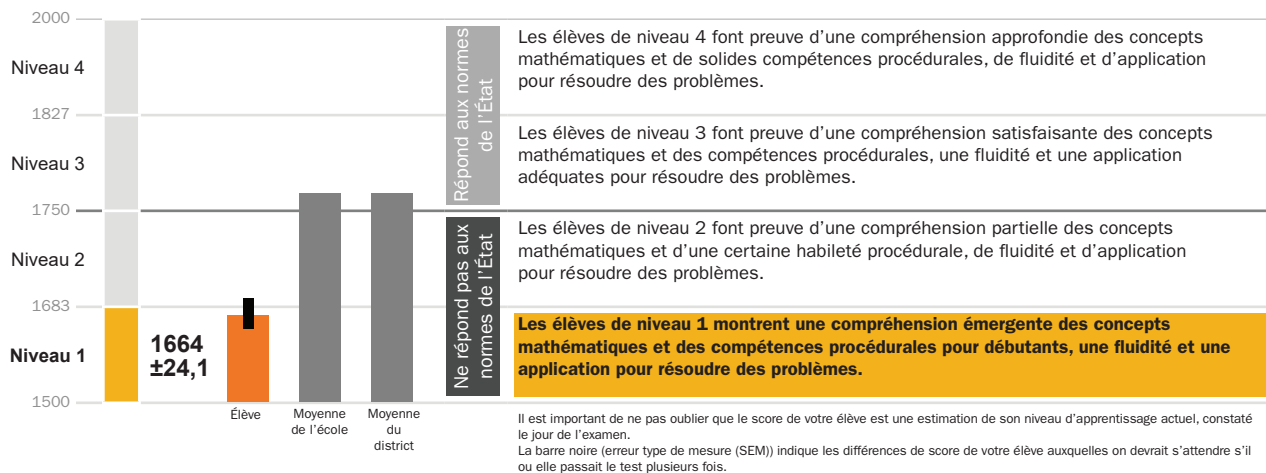 2000
Niveau 4
1827
Niveau 3
1750
Niveau 2
1683
Niveau 1
1500
1664
±24,1
Élève
Moyenne
de l'école
Moyenne
du
district
Répond aux normes
de l'État
Ne répond pas aux
normes de l'État
Les élèves de niveau 4 font preuve d'une compréhension approfondie des concepts
mathématiques et de solides compétences procédurales, de fluidité et d'application
pour résoudre des problèmes.
Les élèves de niveau 3 font preuve d'une compréhension satisfaisante des concepts
mathématiques et des compétences procédurales, une fluidité et une application
adéquates pour résoudre des problèmes.
Les élèves de niveau 2 font preuve d'une compréhension partielle des concepts
mathématiques et d'une certaine habileté procédurale, de fluidité et d'application
pour résoudre des problèmes.
Les élèves de niveau 1 montrent une compréhension émergente des concepts
mathématiques et des compétences procédurales pour débutants, une fluidité et une
application pour résoudre des problèmes.
Il est important de ne pas oublier que le score de votre élève est une estimation de son niveau d'apprentissage actuel, constaté
le jour de l'examen.
La barre noire (erreur type de mesure (SEM)) indique les différences de score de votre élève auxquelles on devrait s'attendre s'il
ou elle passait le test plusieurs fois.